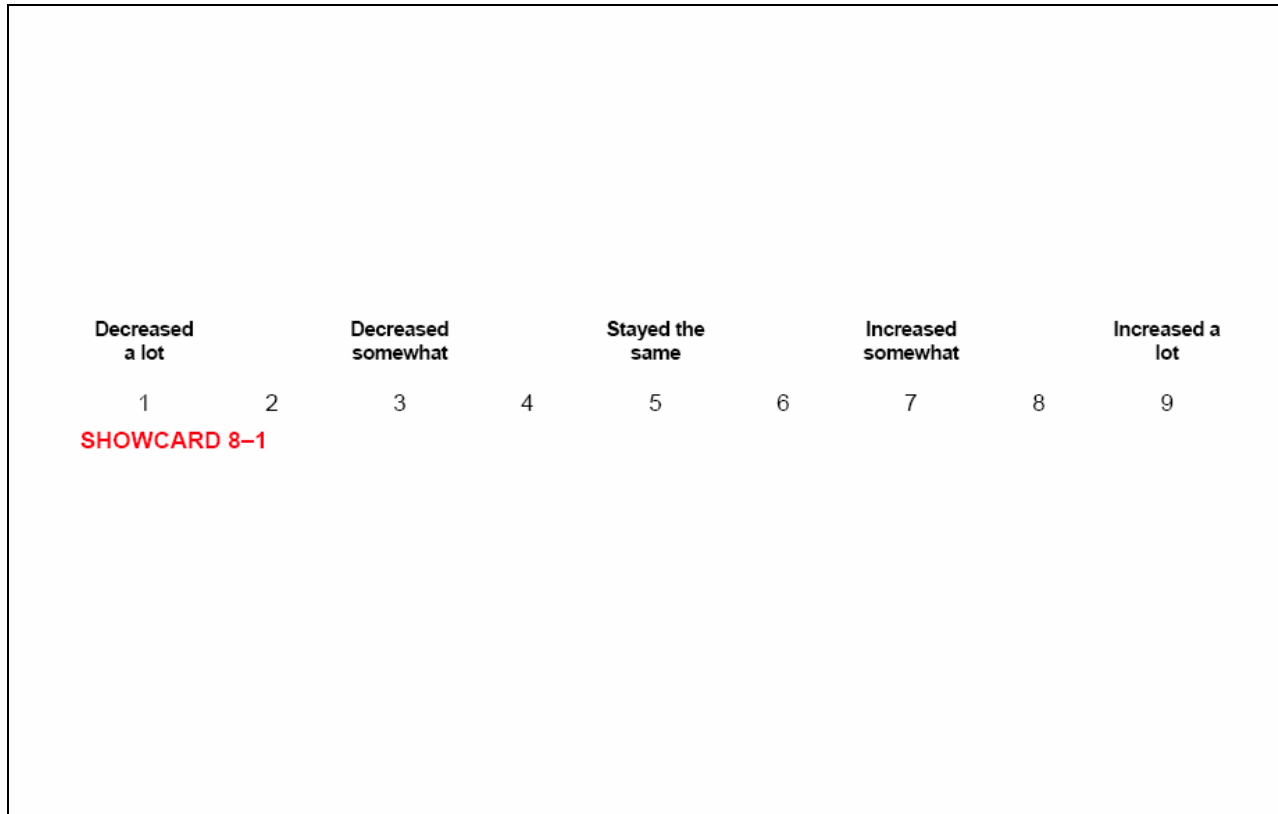 Decreased Decreased Stayed the Increased Increased a
a lot somewhat same somewhat lot
1 2 3 4 5 6 7 8 9
SHOWCARD 8–1